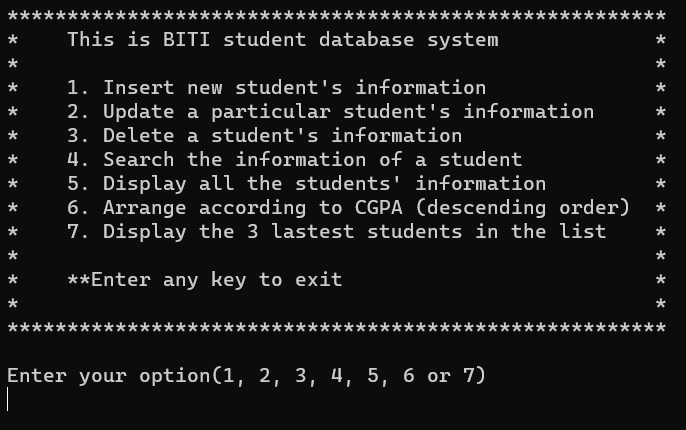 *******************************************************
*    This is BITI student database system             *
*                                                     *
*    1. Insert new student's information              *
*    2. Update a particular student's information     *
*    3. Delete a student's information                *
*    4. Search the information of a student           *
*    5. Display all the students' information         *
*    6. Arrange according to CGPA (descending order)  *
*    7. Display the 3 lastest students in the list    *
*                                                     *
*    **Enter any key to exit                          *
*                                                     *
*******************************************************
Enter your option(1, 2, 3, 4, 5, 6 or 7)